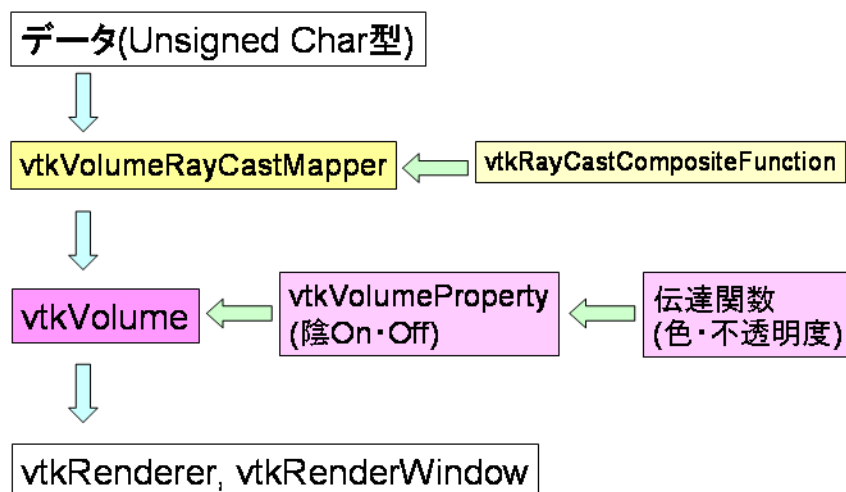 データ(Unsigned Char型)
vtkVolumeRayCastMapper
vtkRayCastCompositeFunction
vtkVolume
vtkVolumeProperty
(陰On・Off)
伝達関数
(色・不透明度)
vtkRenderer, vtkRenderWindow